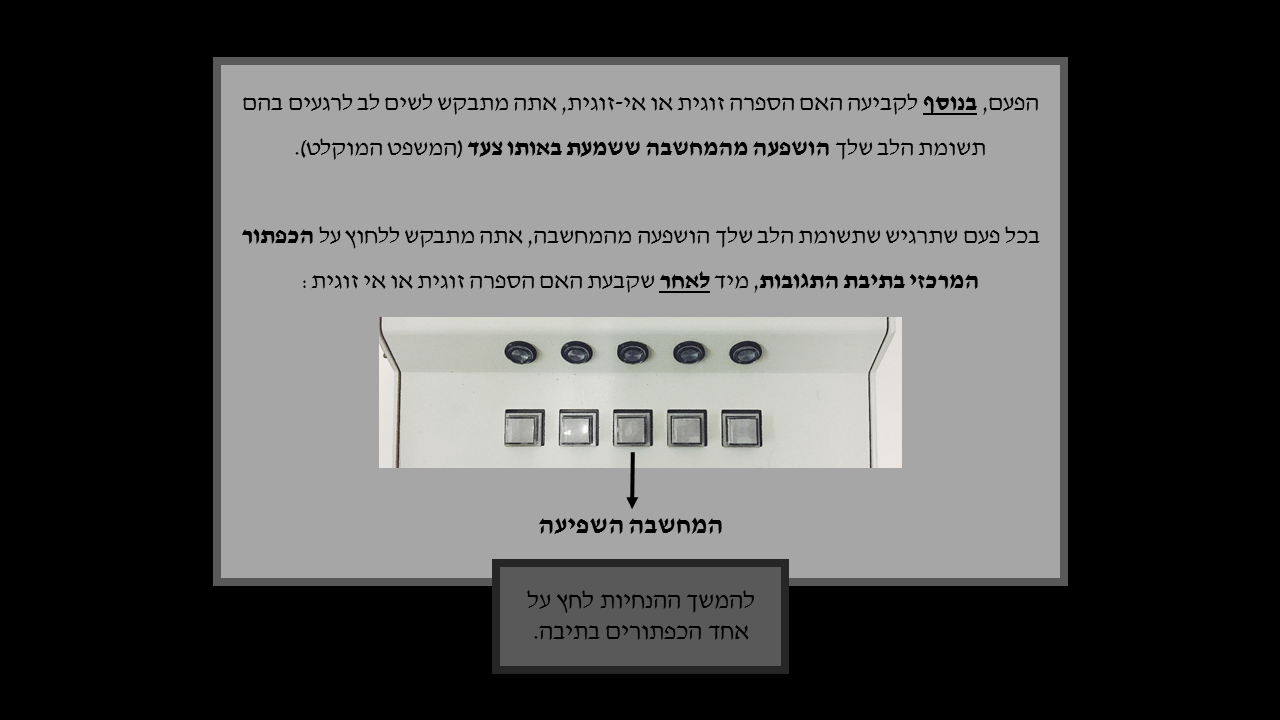 הפעם, בנוסף לקביעה האם הספרה זוגית או אי-זוגית, אתה מתבקש לשים לב לרגעים בהם
תשומת הלב שלך הושפעה מהמחשבה ששמעת באותו צעד (המשפט המוקלט).
בכל פעם שתרגיש שתשומת הלב שלך הושפעה מהמחשבה, אתה מתבקש ללחוץ על הכפתור
המרכזי בתיבת התגובות, מיד לאחר שקבעת האם הספרה זוגית או אי זוגית :
המחשבה השפיעה
להמשך ההנחיות לחץ על
אחד הכפתורים בתיבה.